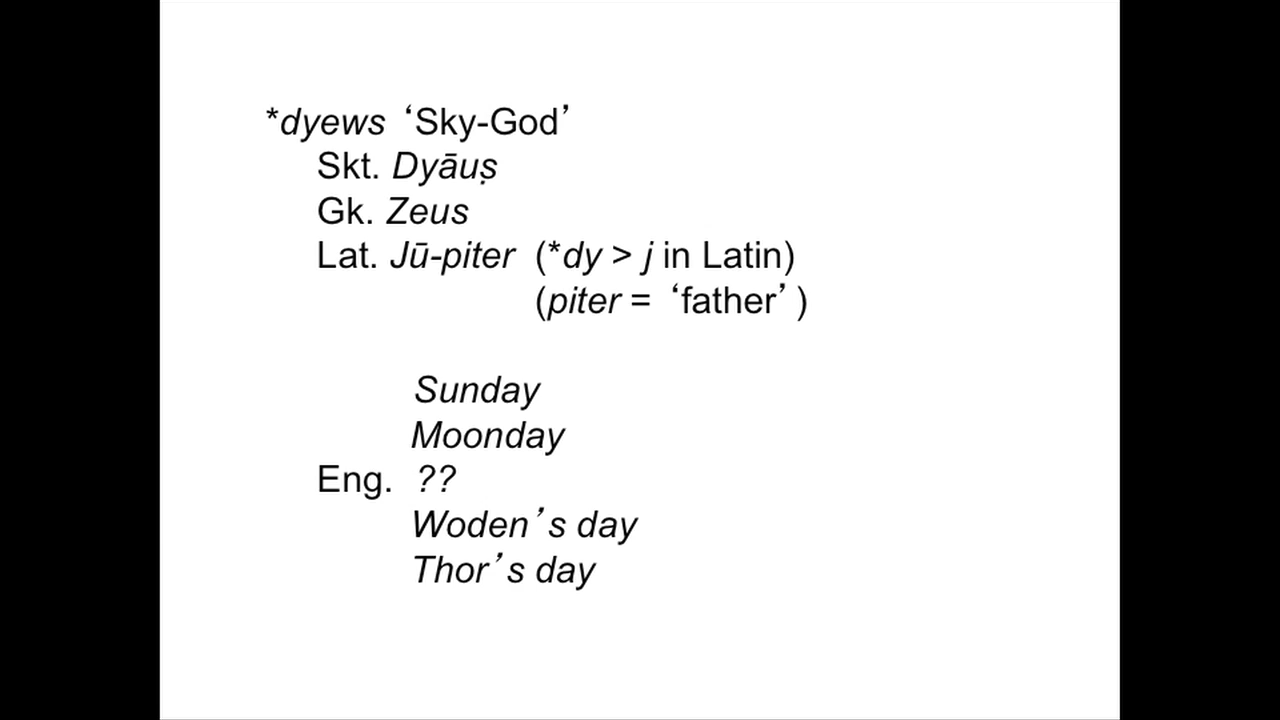 *dyews ‘Sky-God’
Skt. Dyāuṣ
Gk. Zeus
Lat. Jū-piter (*dy > j in Latin)
(piter = ‘father’ )
Sunday
Moonday
Eng. ??
Woden’s day
Thor’s day